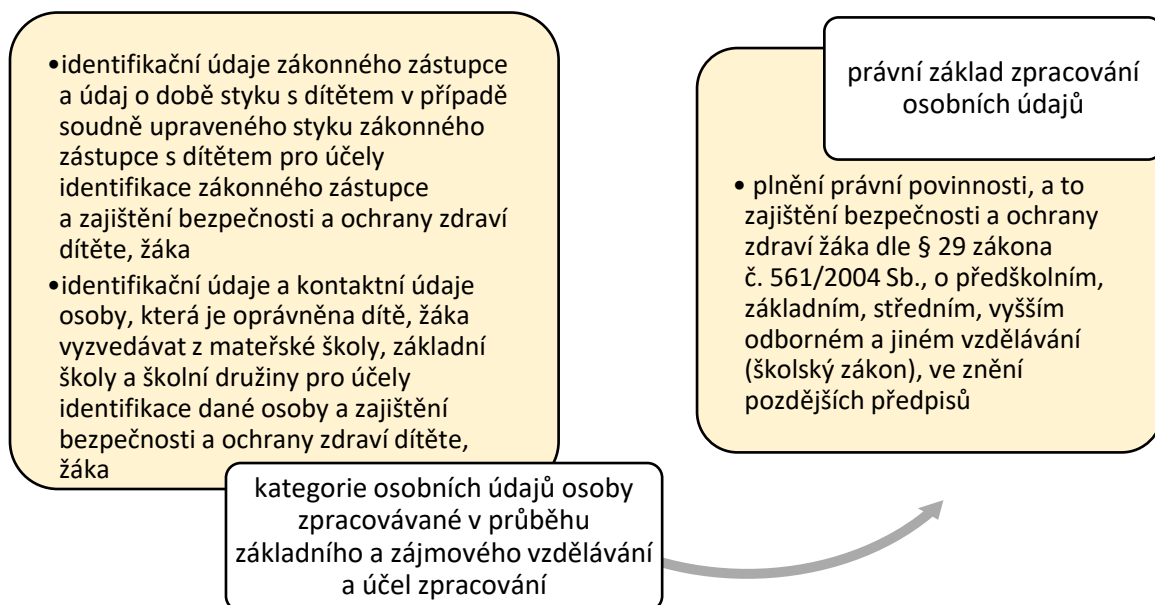 •identifikační údaje zákonného zástupce
a údaj o době styku s dítětem v případě
soudně upraveného styku zákonného
zástupce s dítětem pro účely
identifikace zákonného zástupce
a zajištění bezpečnosti a ochrany zdraví
dítěte, žáka
•identifikační údaje a kontaktní údaje
osoby, která je oprávněna dítě, žáka
vyzvedávat z mateřské školy, základní
školy a školní družiny pro účely
identifikace dané osoby a zajištění
bezpečnosti a ochrany zdraví dítěte,
žáka
kategorie osobních údajů osoby
zpracovávané v průběhu
základního a zájmového vzdělávání
a účel zpracování
právní základ zpracování
osobních údajů
• plnění právní povinnosti, a to
zajištění bezpečnosti a ochrany
zdraví žáka dle § 29 zákona
č. 561/2004 Sb., o předškolním,
základním, středním, vyšším
odborném a jiném vzdělávání
(školský zákon), ve znění
pozdějších předpisů